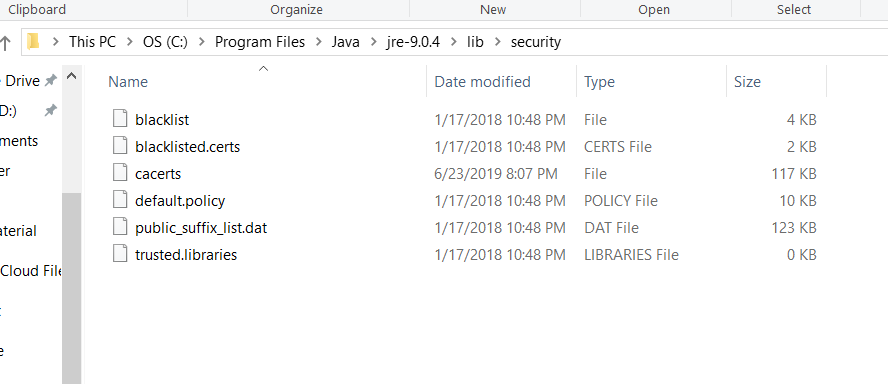 Clipboard Organize New Open Select
This PC > OS (C:) > Program Files > Java > jre-9.0.4 > lib > security
Drive
D:)
Name Date modified Type Size
blacklist 1/17/2018 10:48 PM File 4 KB
blacklisted.certs 1/17/2018 10:48 PM CERTS File 2 KB
cacerts 6/23/2019 8:07 PM File 117 KB
default.policy 1/17/2018 10:48 PM POLICY File 10 KB
public_suffix_list.dat 1/17/2018 10:48 PM DAT File 123 KB
trusted.libraries 1/17/2018 10:48 PM LIBRARIES File 0 KB
ments
er
aterial
Cloud File
t
e